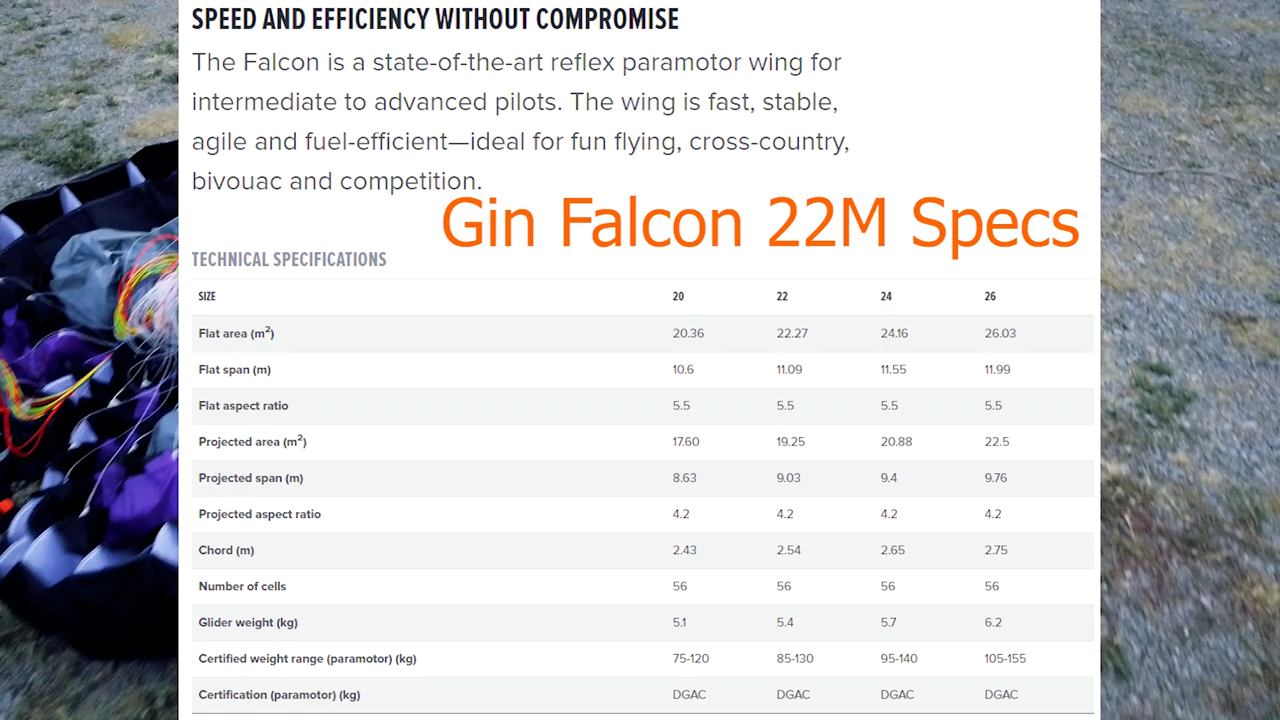 SPEED AND EFFICIENCY WITHOUT COMPROMISE
The Falcon is a state-of-the-art reflex paramotor wing for
intermediate to advanced pilots. The wing is fast, stable,
agile and fuel-efficient—ideal for fun flying, cross-country,
bivouac and competition.
Gin Falcon 22M Specs
TECHNICAL SPECIFICATIONS
SIZE 20 22 24 26
Flat area (m²) 20.36 22.27 24.16 26.03
Flat span (m) 10.6 11.09 11.55 11.99
Flat aspect ratio 5.5 5.5 5.5 5.5
Projected area (m²) 17.60 19.25 20.88 22.5
Projected span (m) 8.63 9.03 9.4 9.76
Projected aspect ratio 4.2 4.2 4.2 4.2
Chord (m) 2.43 2.54 2.65 2.75
Number of cells 56 56 56 56
Glider weight (kg) 5.1 5.4 5.7 6.2
Certified weight range (paramotor) (kg) 75-120 85-130 95-140 105-155
Certification (paramotor) (kg) DGAC DGAC DGAC DGAC